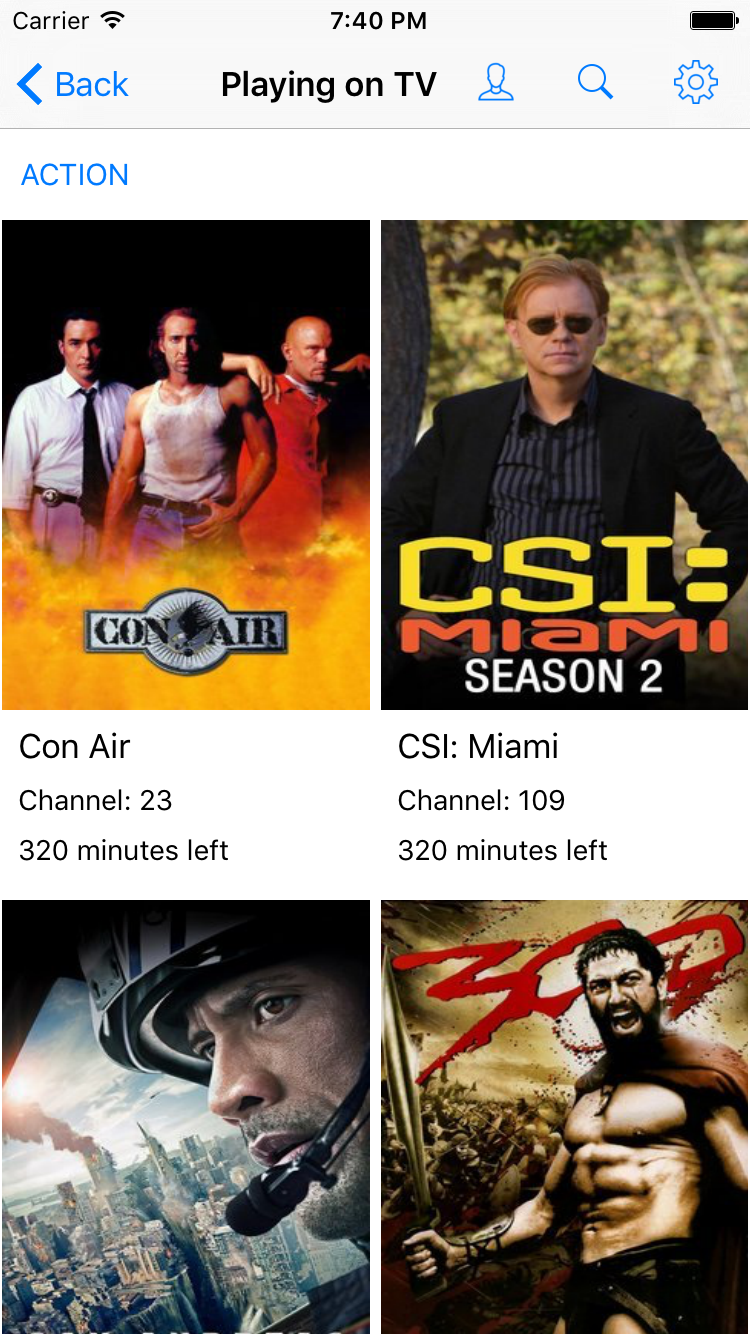 Carrier 7:40 PM
Back Playing on TV
ACTION
CON AIR
CSI:
MIAMI
SEASON 2
Con Air
CSI: Miami
Channel: 23
Channel: 109
320 minutes left
320 minutes left
300